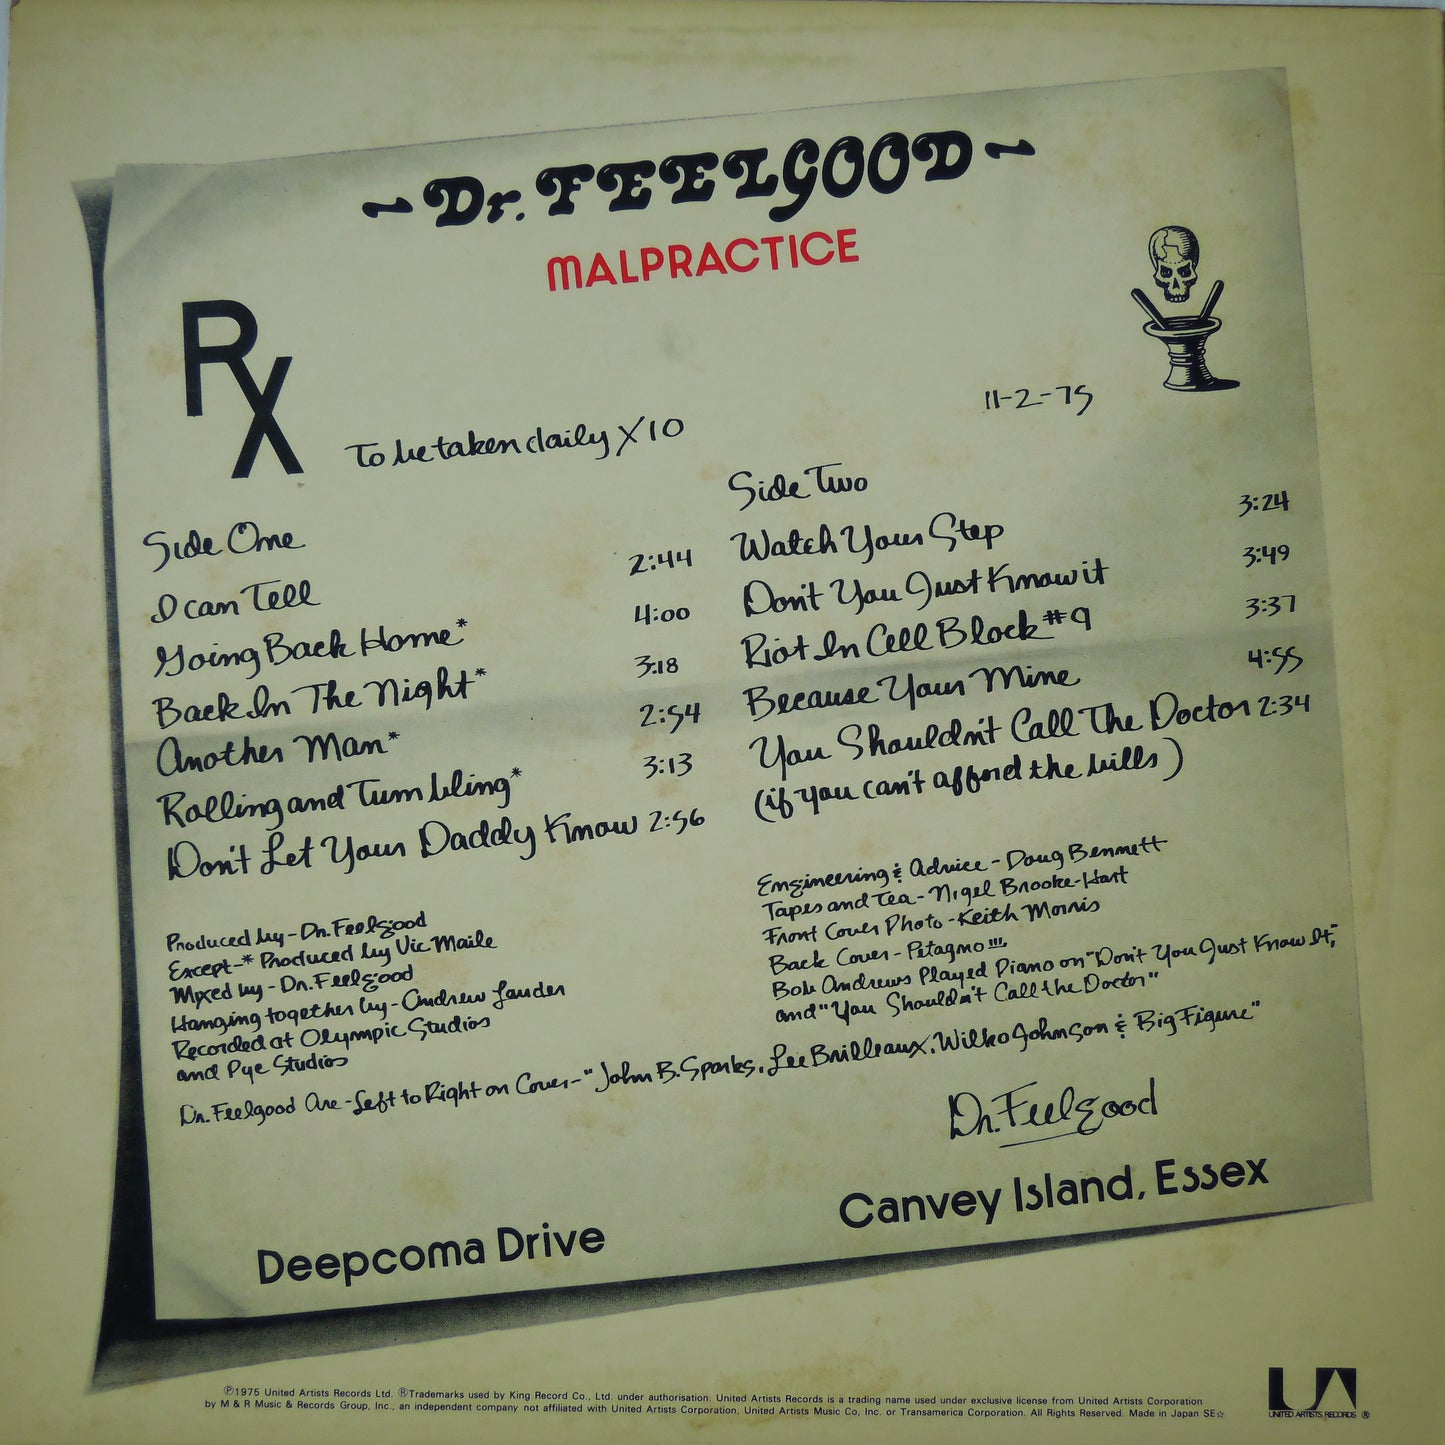 ~Dr. FEELGOOD~
MALPRACTICE
Rx
11-2-75
To be taken daily X10
Side One
I can Tell 2:44
Going Back Home* 4:00
Back In The Night* 3:18
Another Man* 2:54
Rolling and Tumbling* 3:13
Don't Let Your Daddy Know 2:56
Side Two
Watch Your Step 3:24
Don't You Just Know it 3:49
Riot In Cell Block #9 3:37
Because Your Mine 4:55
You Shouldn't Call The Doctor 2:34
(if you can't afford the bills)
Produced by - Dr. Feelgood
Except-* Produced by Vic Maile
Mixed by - Dr. Feelgood
Hanging together by - Andrew Lauder
Recorded at Olympic Studios
and Pye Studios
Engineering & Advice - Doug Bennett
Tapes and Tea - Nigel Brooke-Hart
Front Cover Photo - Keith Morris
Back Cover - Petagno!!!,
Bob Andrews Played Piano on "Don't You Just Know It,"
and "You Shouldn't Call the Doctor"
Dr. Feelgood Are - Left to Right on Cover - "John B. Sparks, Lee Brilleaux, Wilko Johnson & Big Figure"
Dr. Feelgood
Deepcoma Drive
Canvey Island, Essex
Ⓟ1975 United Artists Records Ltd. ®Trademarks used by King Record Co., Ltd. under authorisation. United Artists Records is a trading name used under exclusive license from United Artists Corporation
by M & R Music & Records Group, Inc., an independent company not affiliated with United Artists Corporation, United Artists Music Co, Inc. or Transamerica Corporation. All Rights Reserved. Made in Japan SE☆
UA
UNITED ARTISTS RECORDS ®